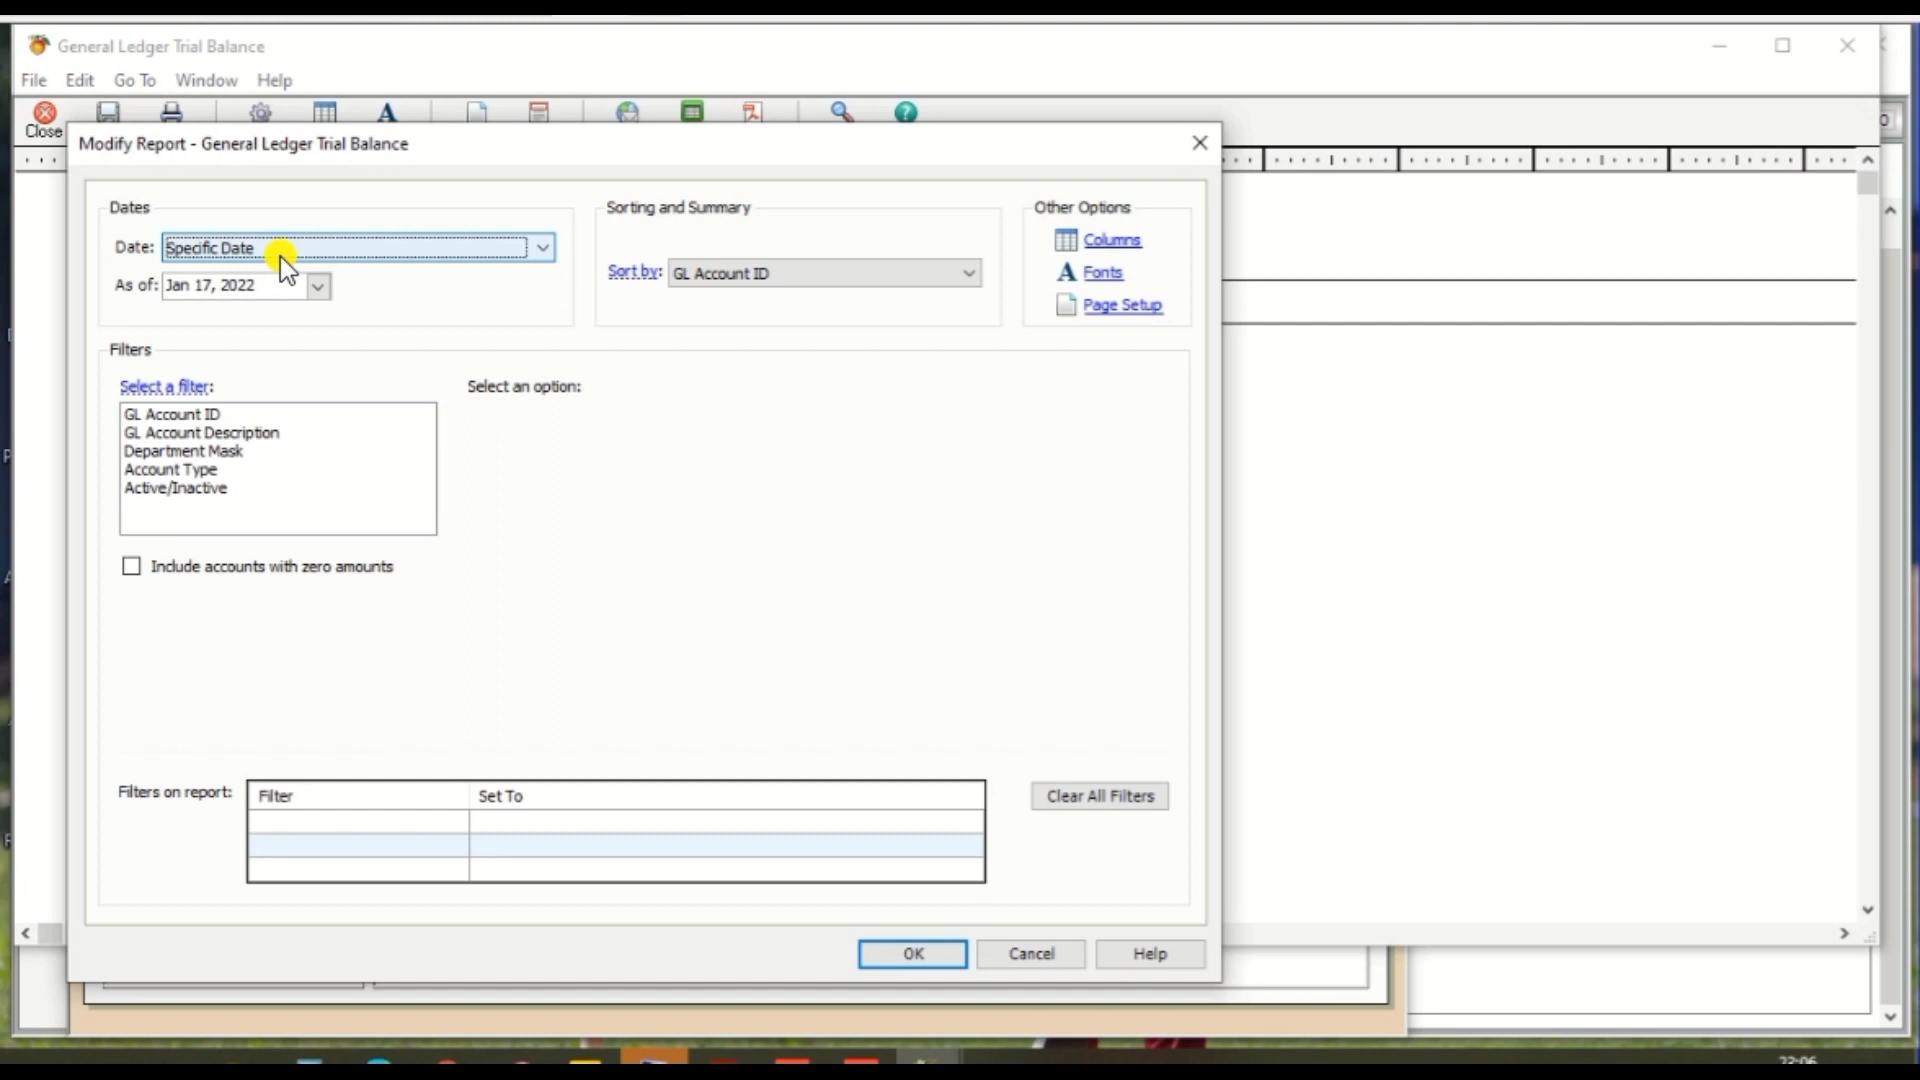 General Ledger Trial Balance
File Edit Go To Window Help
Close
Modify Report - General Ledger Trial Balance
Dates
Date: Specific Date
As of: Jan 17, 2022
Sorting and Summary
Sort by: GL Account ID
Other Options
Columns
Fonts
Page Setup
Filters
Select a filter:
Select an option:
GL Account ID
GL Account Description
Department Mask
Account Type
Active/Inactive
Include accounts with zero amounts
Filters on report:
Filter Set To
Clear All Filters
OK Cancel Help
22:06